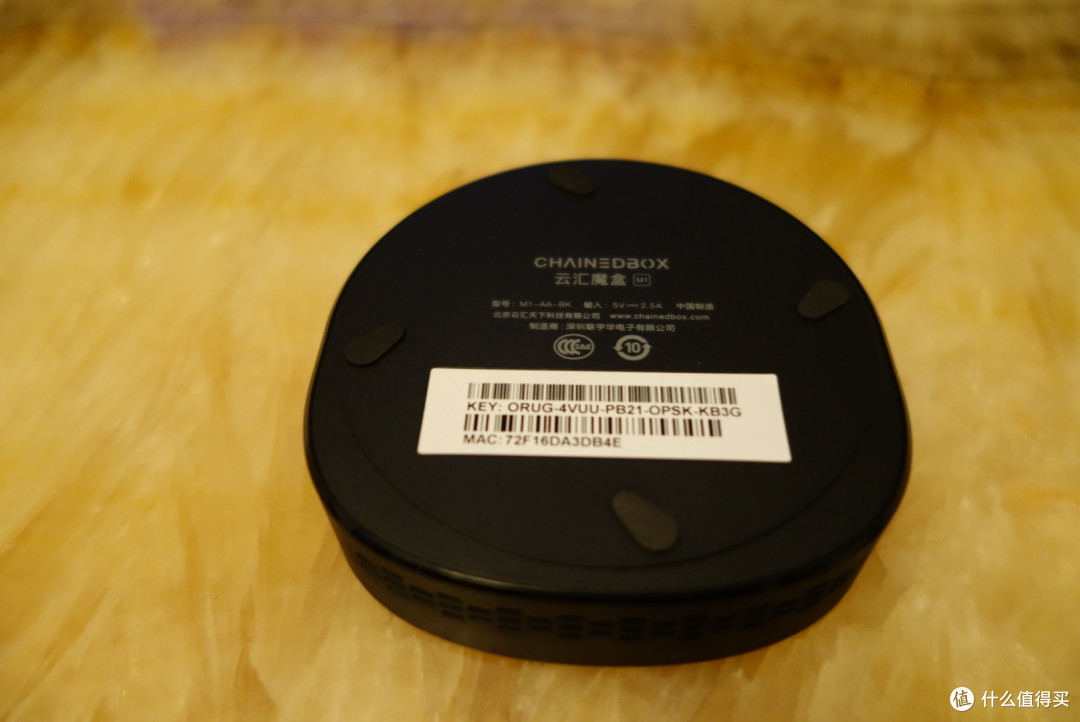 CHAINEDBOX
云汇魔盒 M1
型号：M1-AA-BK 输入：5V⎓2.5A 中国制造
北京云汇天下科技有限公司 www.chainedbox.com
制造商：深圳联宇华电子有限公司
CCC S&E 10
KEY: ORUG-4VUU-PB21-OPSK-KB3G
MAC:72F16DA3DB4E
值 什么值得买